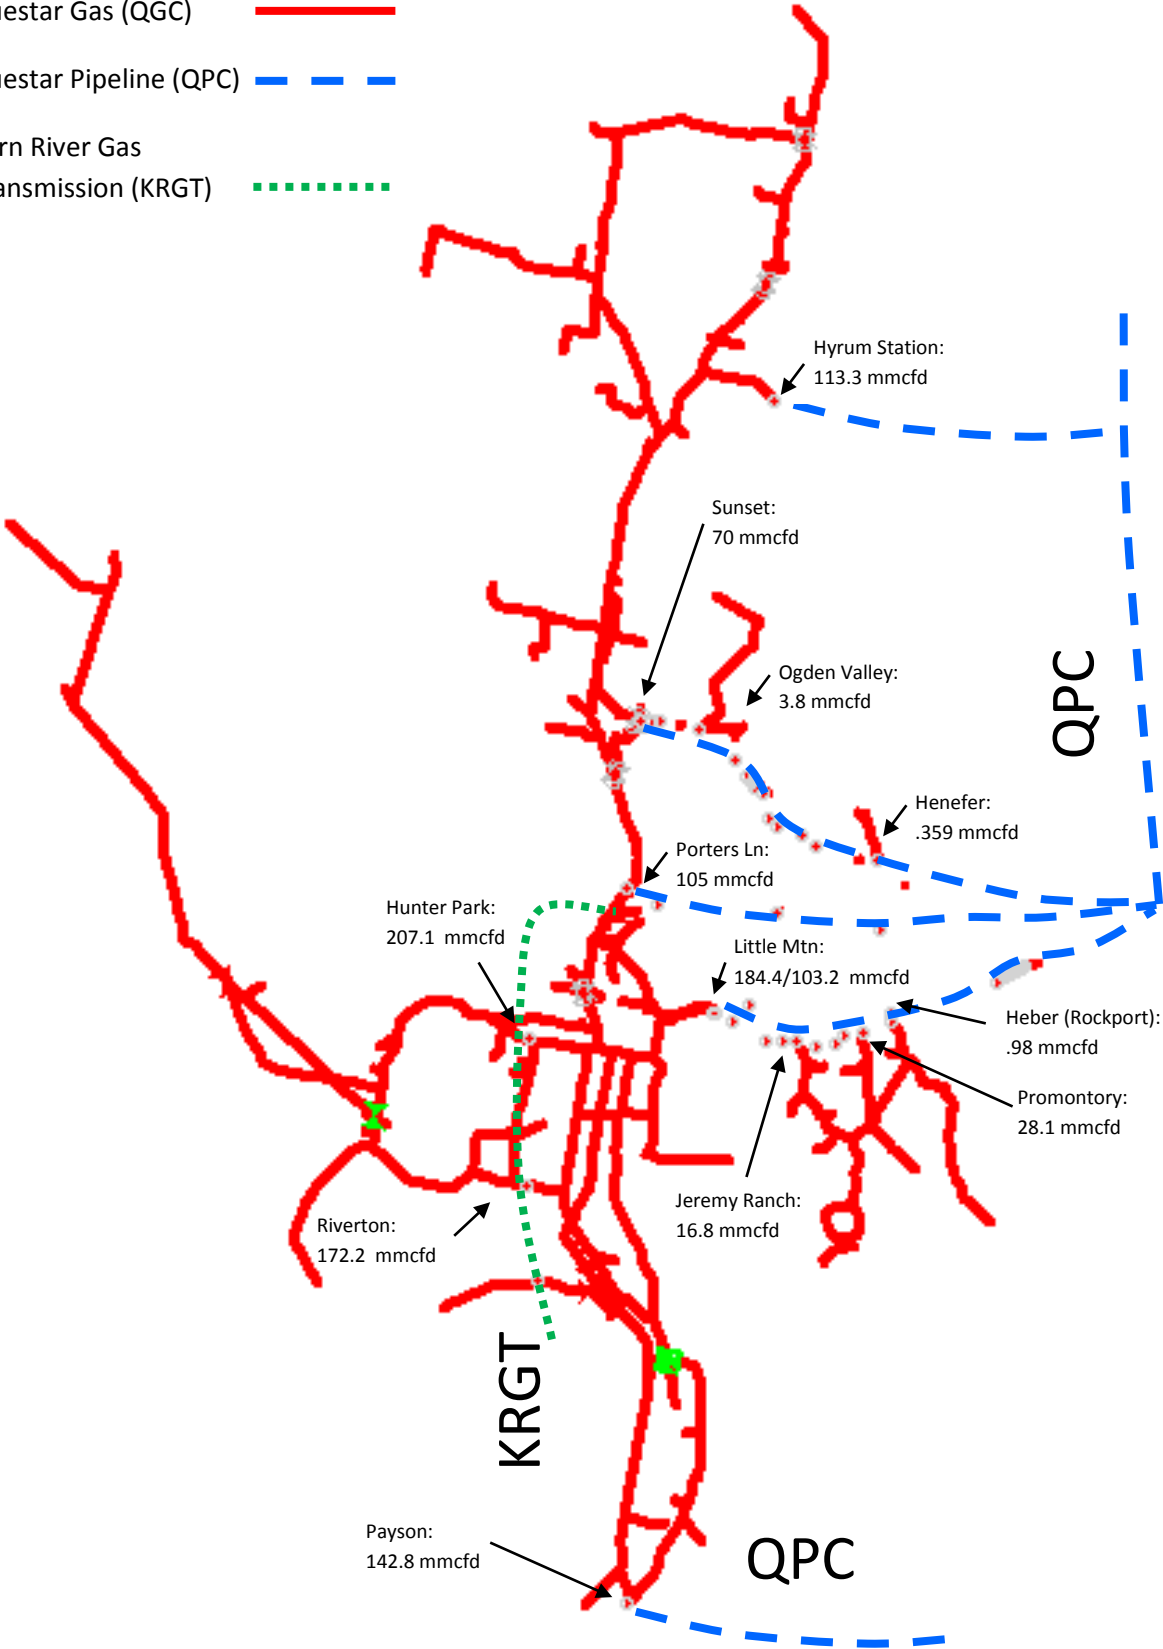 uestar Gas (QGC)
uestar Pipeline (QPC)
rn River Gas
ansmission (KRGT)
Hyrum Station:
113.3 mmcfd
Sunset:
70 mmcfd
QPC
Ogden Valley:
3.8 mmcfd
Henefer:
.359 mmcfd
Porters Ln:
105 mmcfd
Hunter Park:
207.1 mmcfd
Little Mtn:
184.4/103.2 mmcfd
Heber (Rockport):
.98 mmcfd
Promontory:
28.1 mmcfd
Jeremy Ranch:
16.8 mmcfd
Riverton:
172.2 mmcfd
KRGT
Payson:
142.8 mmcfd
QPC